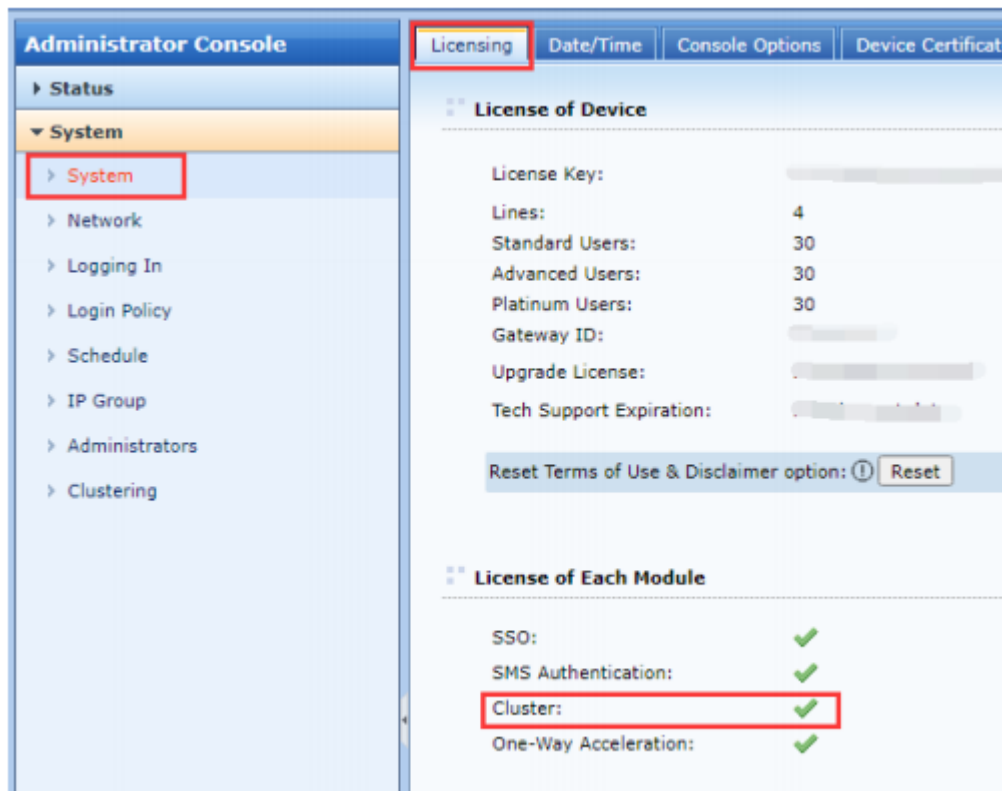 Administrator Console
Status
System
System
Network
Logging In
Login Policy
Schedule
IP Group
Administrators
Clustering
Licensing Date/Time Console Options Device Certificat
License of Device
License Key:
Lines: 4
Standard Users: 30
Advanced Users: 30
Platinum Users: 30
Gateway ID:
Upgrade License:
Tech Support Expiration:
Reset Terms of Use & Disclaimer option: Reset
License of Each Module
SSO:
SMS Authentication:
Cluster:
One-Way Acceleration: